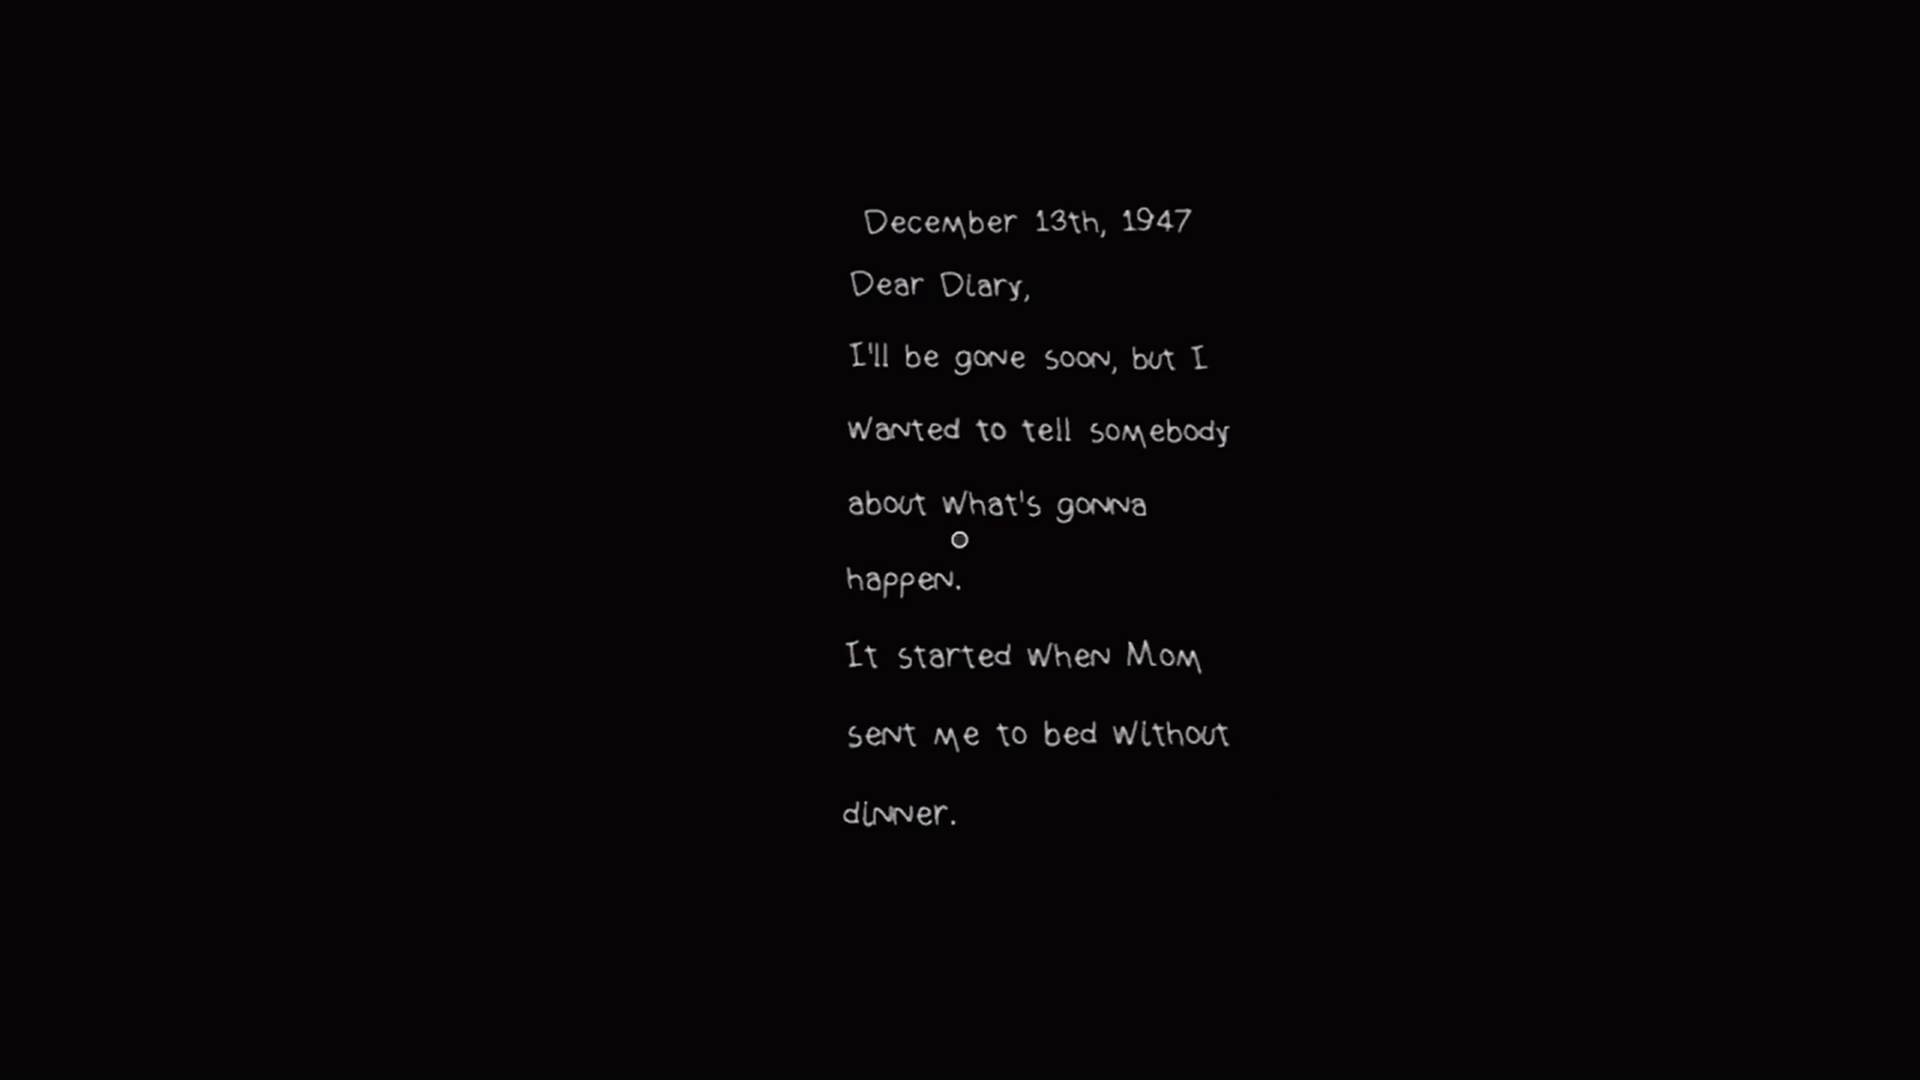 December 13th, 1947
Dear Diary,
I'll be gone soon, but I
wanted to tell somebody
about what's gonna
happen.
It started when Mom
sent me to bed without
dinner.